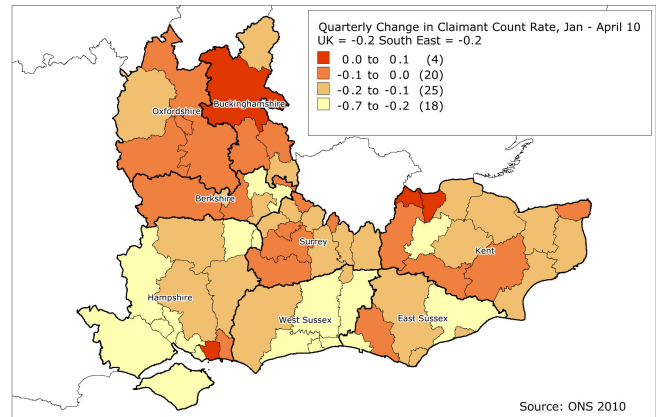 Quarterly Change in Claimant Count Rate, Jan - April 10
UK = -0.2 South East = -0.2
0.0 to 0.1 (4)
-0.1 to 0.0 (20)
-0.2 to -0.1 (25)
-0.7 to -0.2 (18)
Buckinghamshire
Oxfordshire
Berkshire
Surrey
Kent
Hampshire
West Sussex
East Sussex
Source: ONS 2010